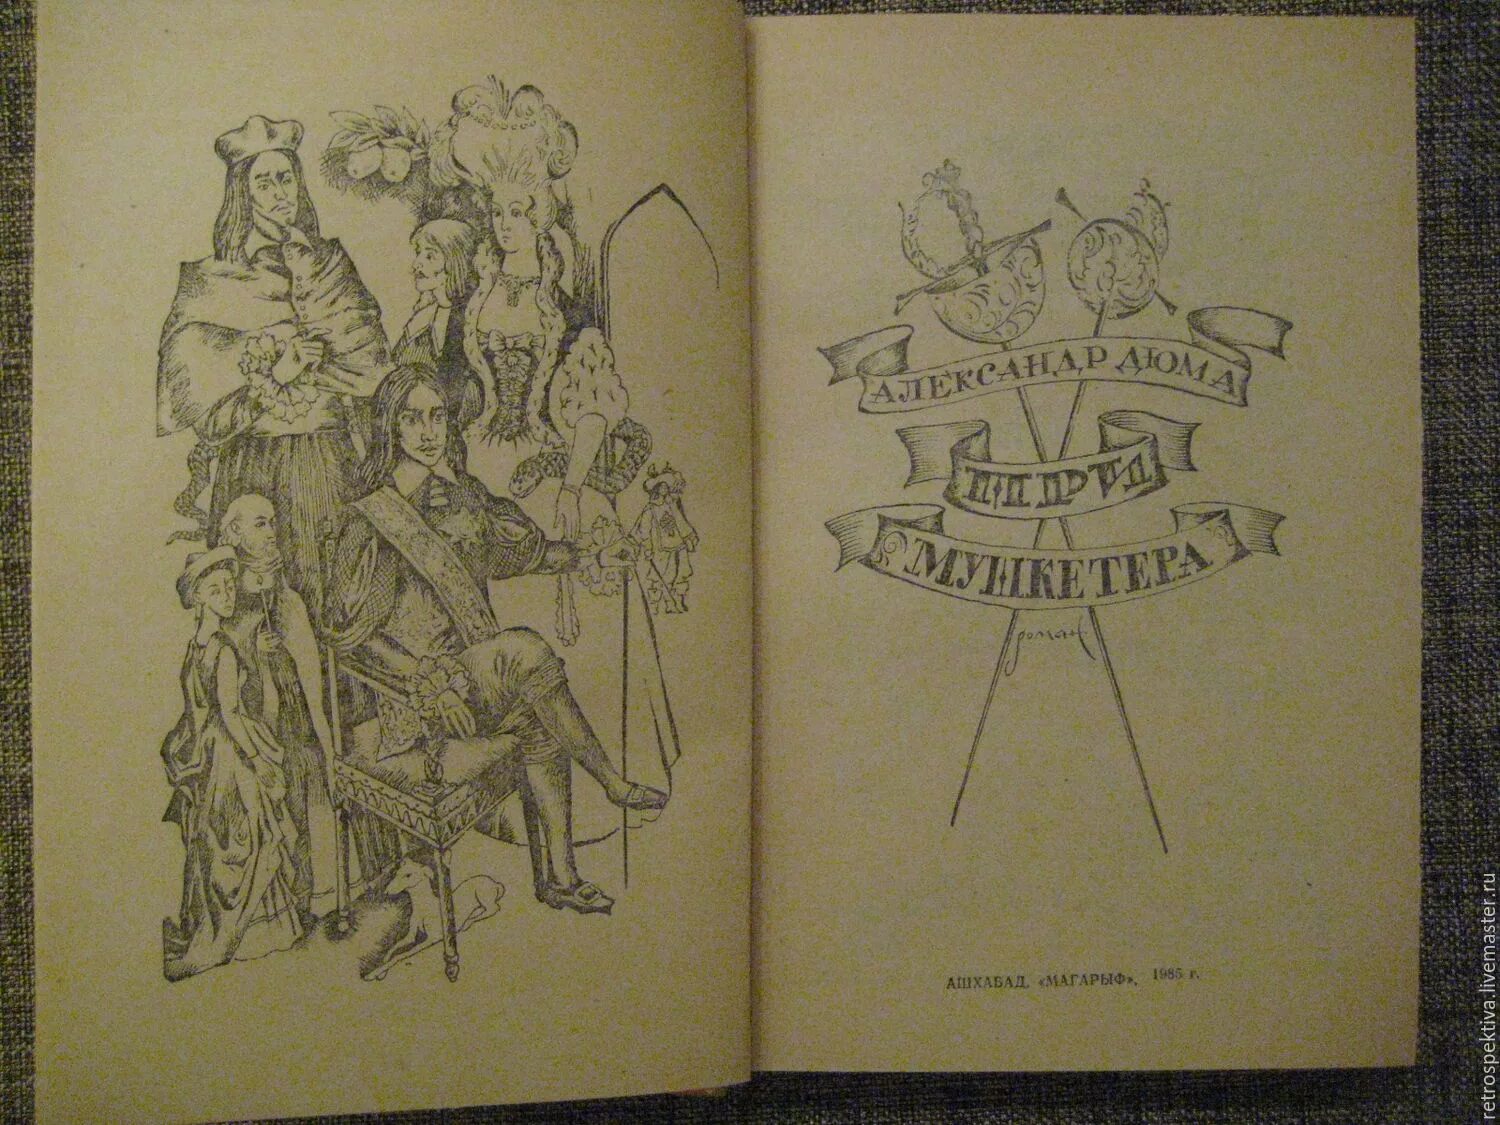 АЛЕКСАНДР ДЮМА
ТРИ
МУШКЕТЕРА
роман
АШХАБАД, «МАГАРЫФ», 1985 г.
retrospektiva.livemaster.ru